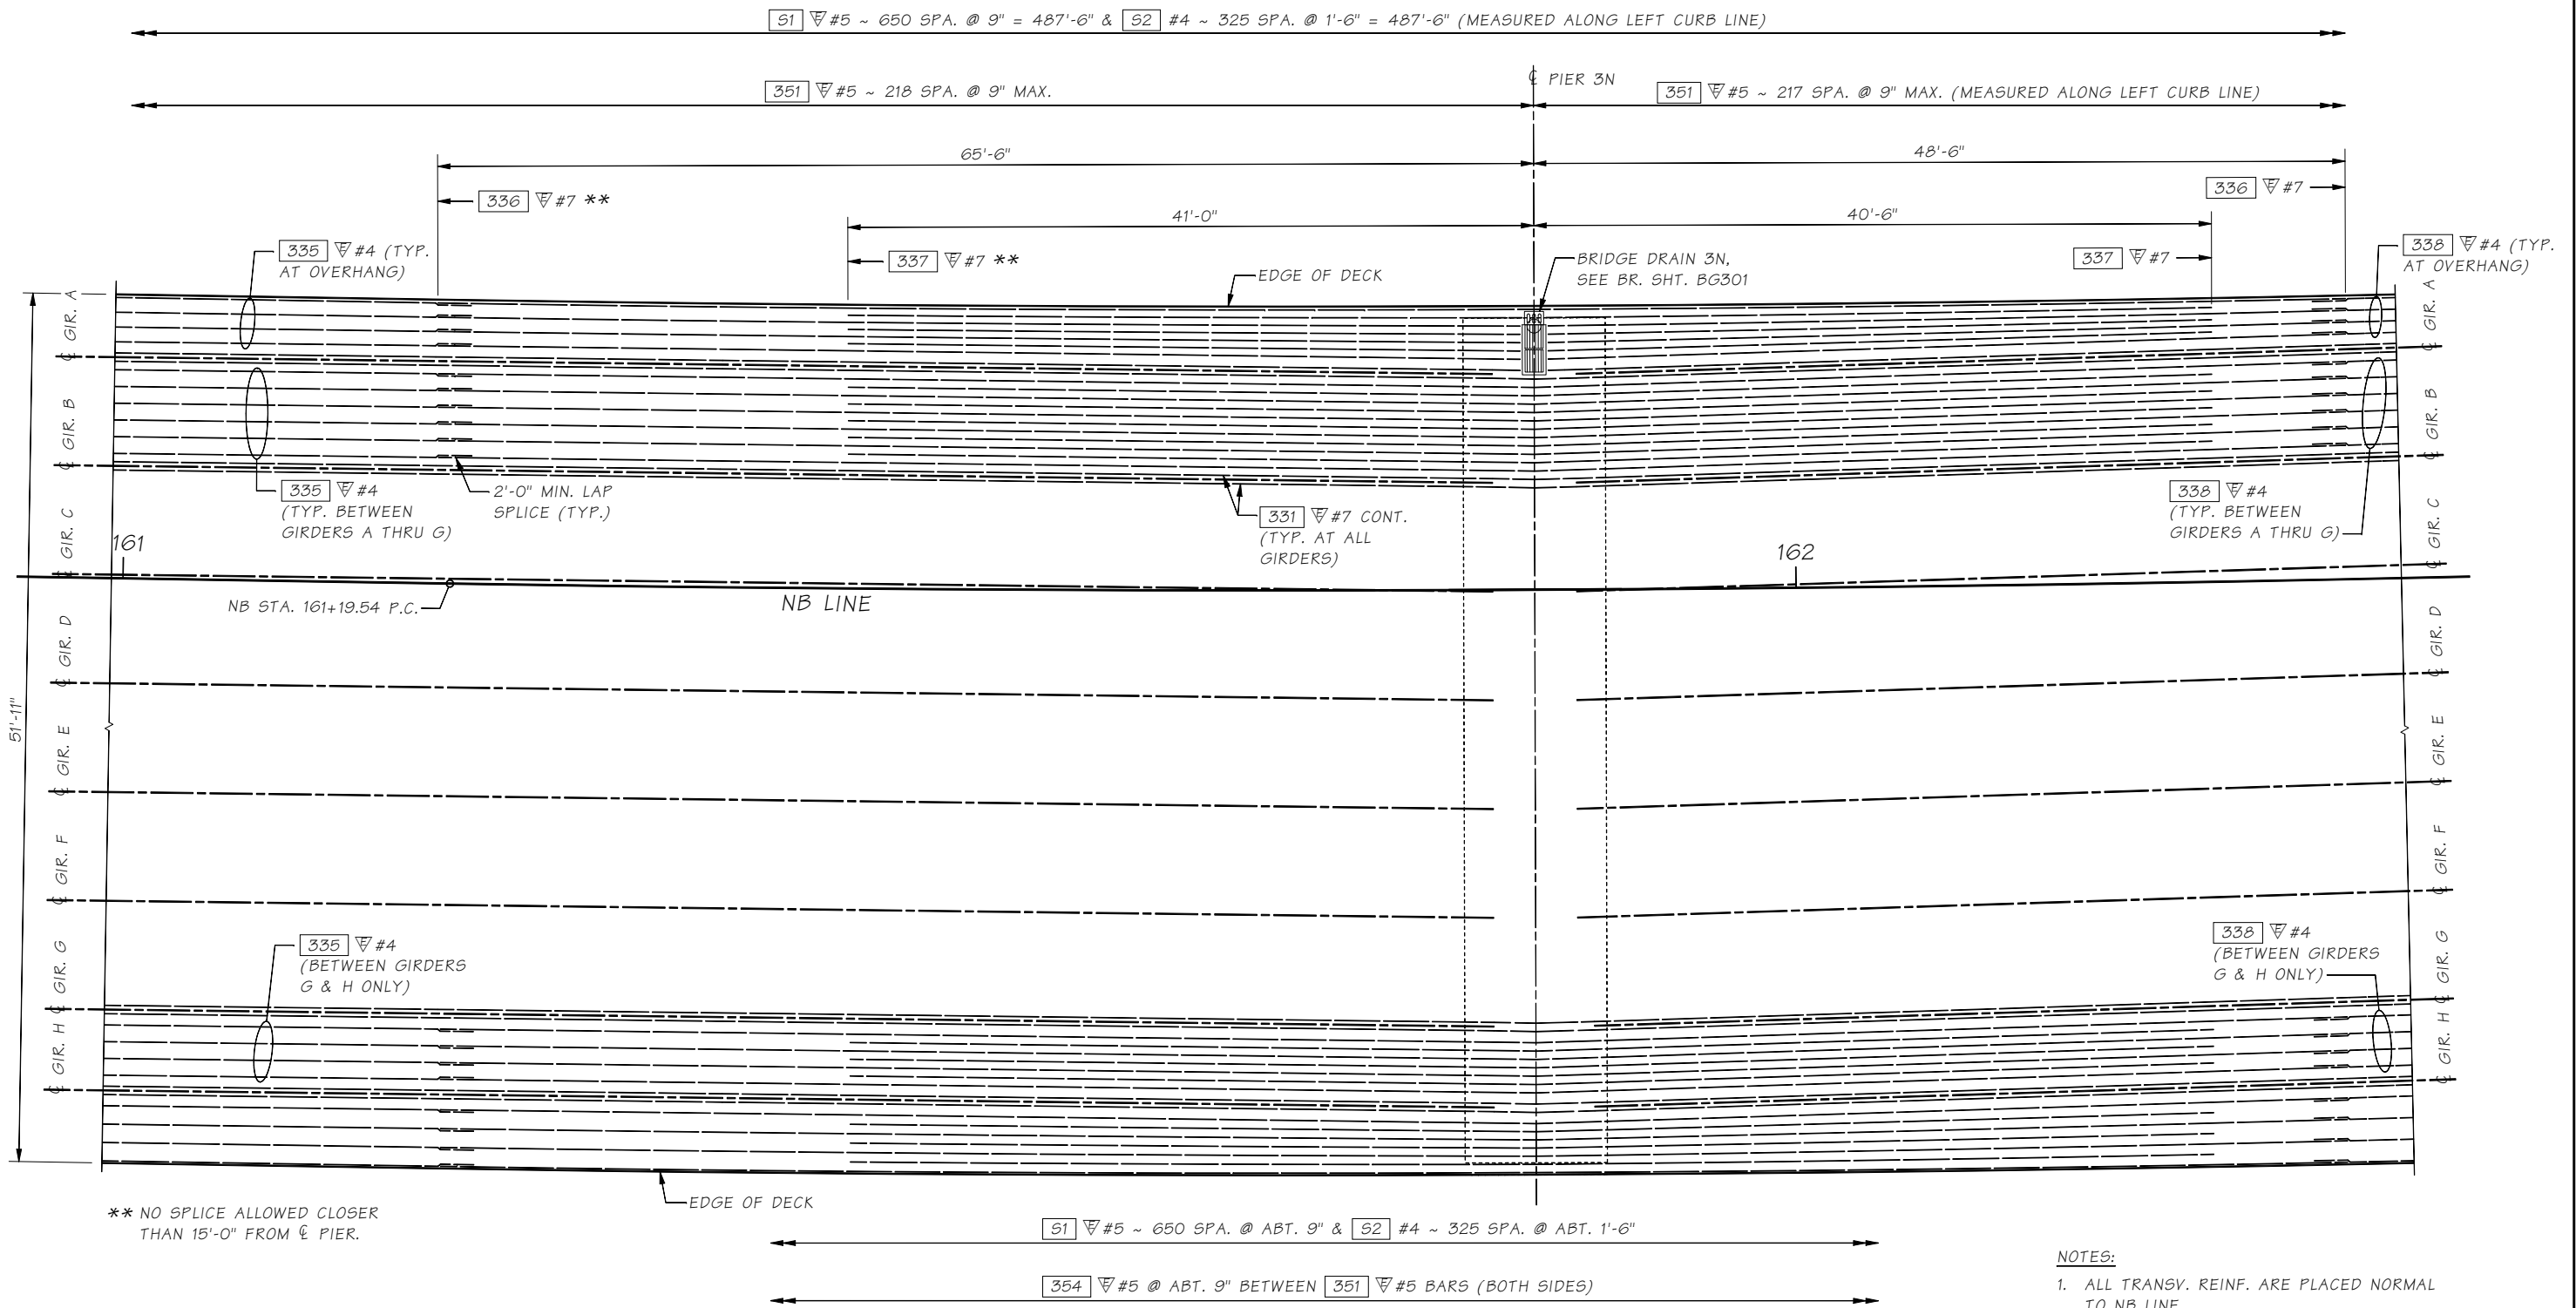 S1 E #5 ~ 650 SPA. @ 9" = 487'-6" & S2 #4 ~ 325 SPA. @ 1'-6" = 487'-6" (MEASURED ALONG LEFT CURB LINE)
℄ PIER 3N
351 E #5 ~ 218 SPA. @ 9" MAX.
351 E #5 ~ 217 SPA. @ 9" MAX. (MEASURED ALONG LEFT CURB LINE)
65'-6"
48'-6"
336 E #7 **
336 E #7
41'-0"
40'-6"
335 E #4 (TYP.
AT OVERHANG)
337 E #7 **
EDGE OF DECK
BRIDGE DRAIN 3N,
SEE BR. SHT. BG301
337 E #7
338 E #4 (TYP.
AT OVERHANG)
℄ GIR. A
℄ GIR. B
℄ GIR. C
℄ GIR. D
℄ GIR. E
℄ GIR. F
℄ GIR. G
℄ GIR. H
51'-11"
℄ GIR. A
℄ GIR. B
℄ GIR. C
℄ GIR. D
℄ GIR. E
℄ GIR. F
℄ GIR. G
℄ GIR. H
335 E #4
(TYP. BETWEEN
GIRDERS A THRU G)
2'-0" MIN. LAP
SPLICE (TYP.)
331 E #7 CONT.
(TYP. AT ALL
GIRDERS)
338 E #4
(TYP. BETWEEN
GIRDERS A THRU G)
161
162
NB STA. 161+19.54 P.C.
NB LINE
335 E #4
(BETWEEN GIRDERS
G & H ONLY)
338 E #4
(BETWEEN GIRDERS
G & H ONLY)
EDGE OF DECK
** NO SPLICE ALLOWED CLOSER
THAN 15'-0" FROM ℄ PIER.
S1 E #5 ~ 650 SPA. @ ABT. 9" & S2 #4 ~ 325 SPA. @ ABT. 1'-6"
354 E #5 @ ABT. 9" BETWEEN 351 E #5 BARS (BOTH SIDES)
NOTES:
1. ALL TRANSV. REINF. ARE PLACED NORMAL
TO NB LINE